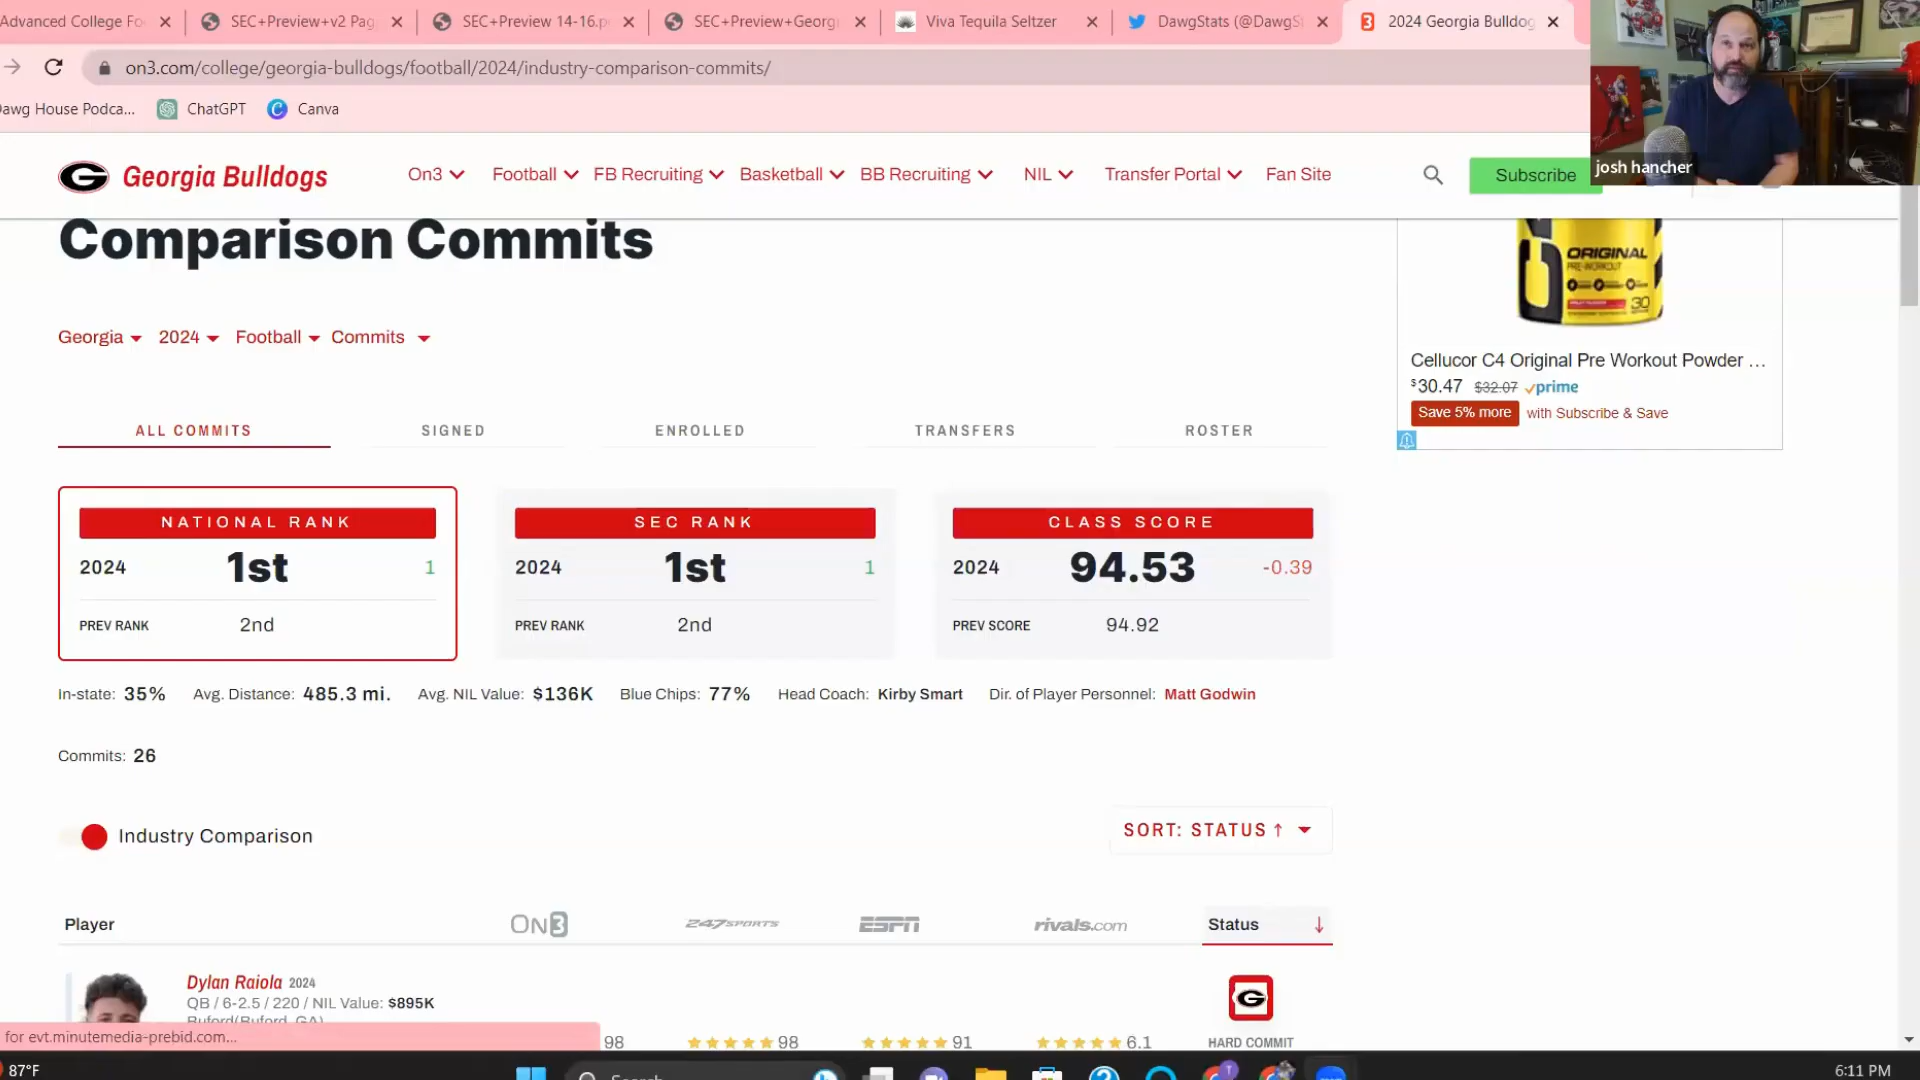 Advanced College Fo
SEC+Preview+v2 Pag
SEC+Preview 14-16.p
SEC+Preview+Georg
Viva Tequila Seltzer
DawgStats (@DawgSt
2024 Georgia Bulldog
on3.com/college/georgia-bulldogs/football/2024/industry-comparison-commits/
Dawg House Podca...
ChatGPT
Canva
josh hancher
Georgia Bulldogs
On3
Football
FB Recruiting
Basketball
BB Recruiting
NIL
Transfer Portal
Fan Site
Subscribe
Comparison Commits
ORIGINAL
PRE-WORKOUT
30
Cellucor C4 Original Pre Workout Powder ...
$30.47 $32.07 prime
Save 5% more with Subscribe & Save
Georgia 2024 Football Commits
ALL COMMITS
SIGNED
ENROLLED
TRANSFERS
ROSTER
NATIONAL RANK
2024 1st 1
PREV RANK 2nd
SEC RANK
2024 1st 1
PREV RANK 2nd
CLASS SCORE
2024 94.53 -0.39
PREV SCORE 94.92
In-state: 35% Avg. Distance: 485.3 mi. Avg. NIL Value: $136K Blue Chips: 77% Head Coach: Kirby Smart Dir. of Player Personnel: Matt Godwin
Commits: 26
Industry Comparison
SORT: STATUS ↑
Player ON3 247SPORTS ESPN rivals.com Status ↓
Dylan Raiola 2024
QB / 6-2.5 / 220 / NIL Value: $895K
Buford(Buford, GA)
98 98 91 6.1
HARD COMMIT
for evt.minutemedia-prebid.com...
87°F
Search
6:11 PM